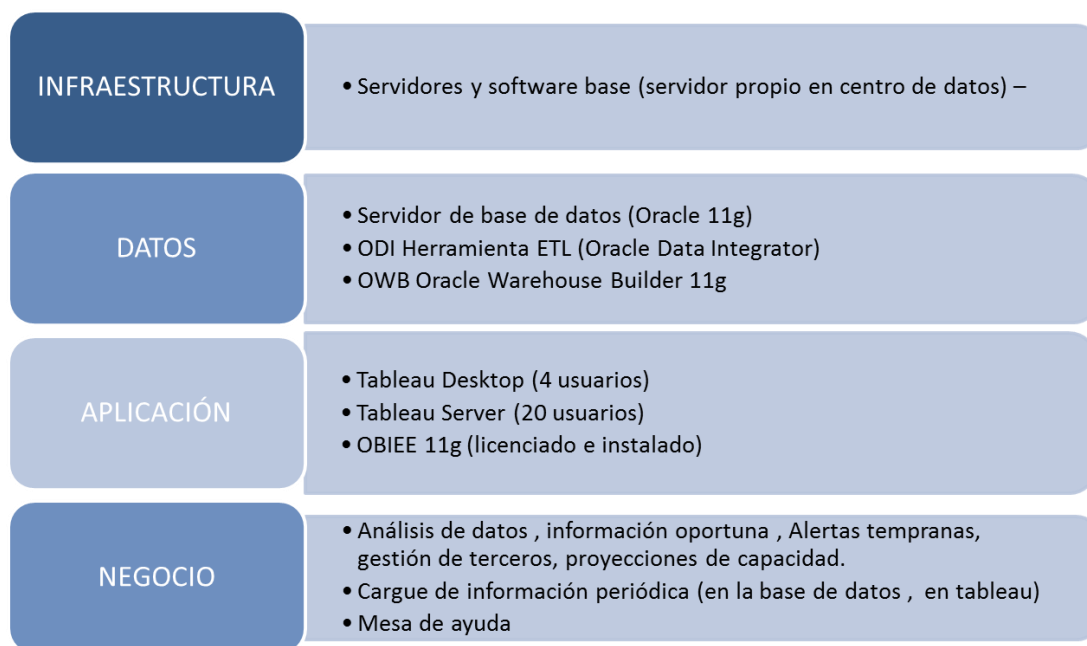 INFRAESTRUCTURA
• Servidores y software base (servidor propio en centro de datos) –
DATOS
• Servidor de base de datos (Oracle 11g)
• ODI Herramienta ETL (Oracle Data Integrator)
• OWB Oracle Warehouse Builder 11g
APLICACIÓN
• Tableau Desktop (4 usuarios)
• Tableau Server (20 usuarios)
• OBIEE 11g (licenciado e instalado)
NEGOCIO
• Análisis de datos , información oportuna , Alertas tempranas,
gestión de terceros, proyecciones de capacidad.
• Cargue de información periódica (en la base de datos , en tableau)
• Mesa de ayuda